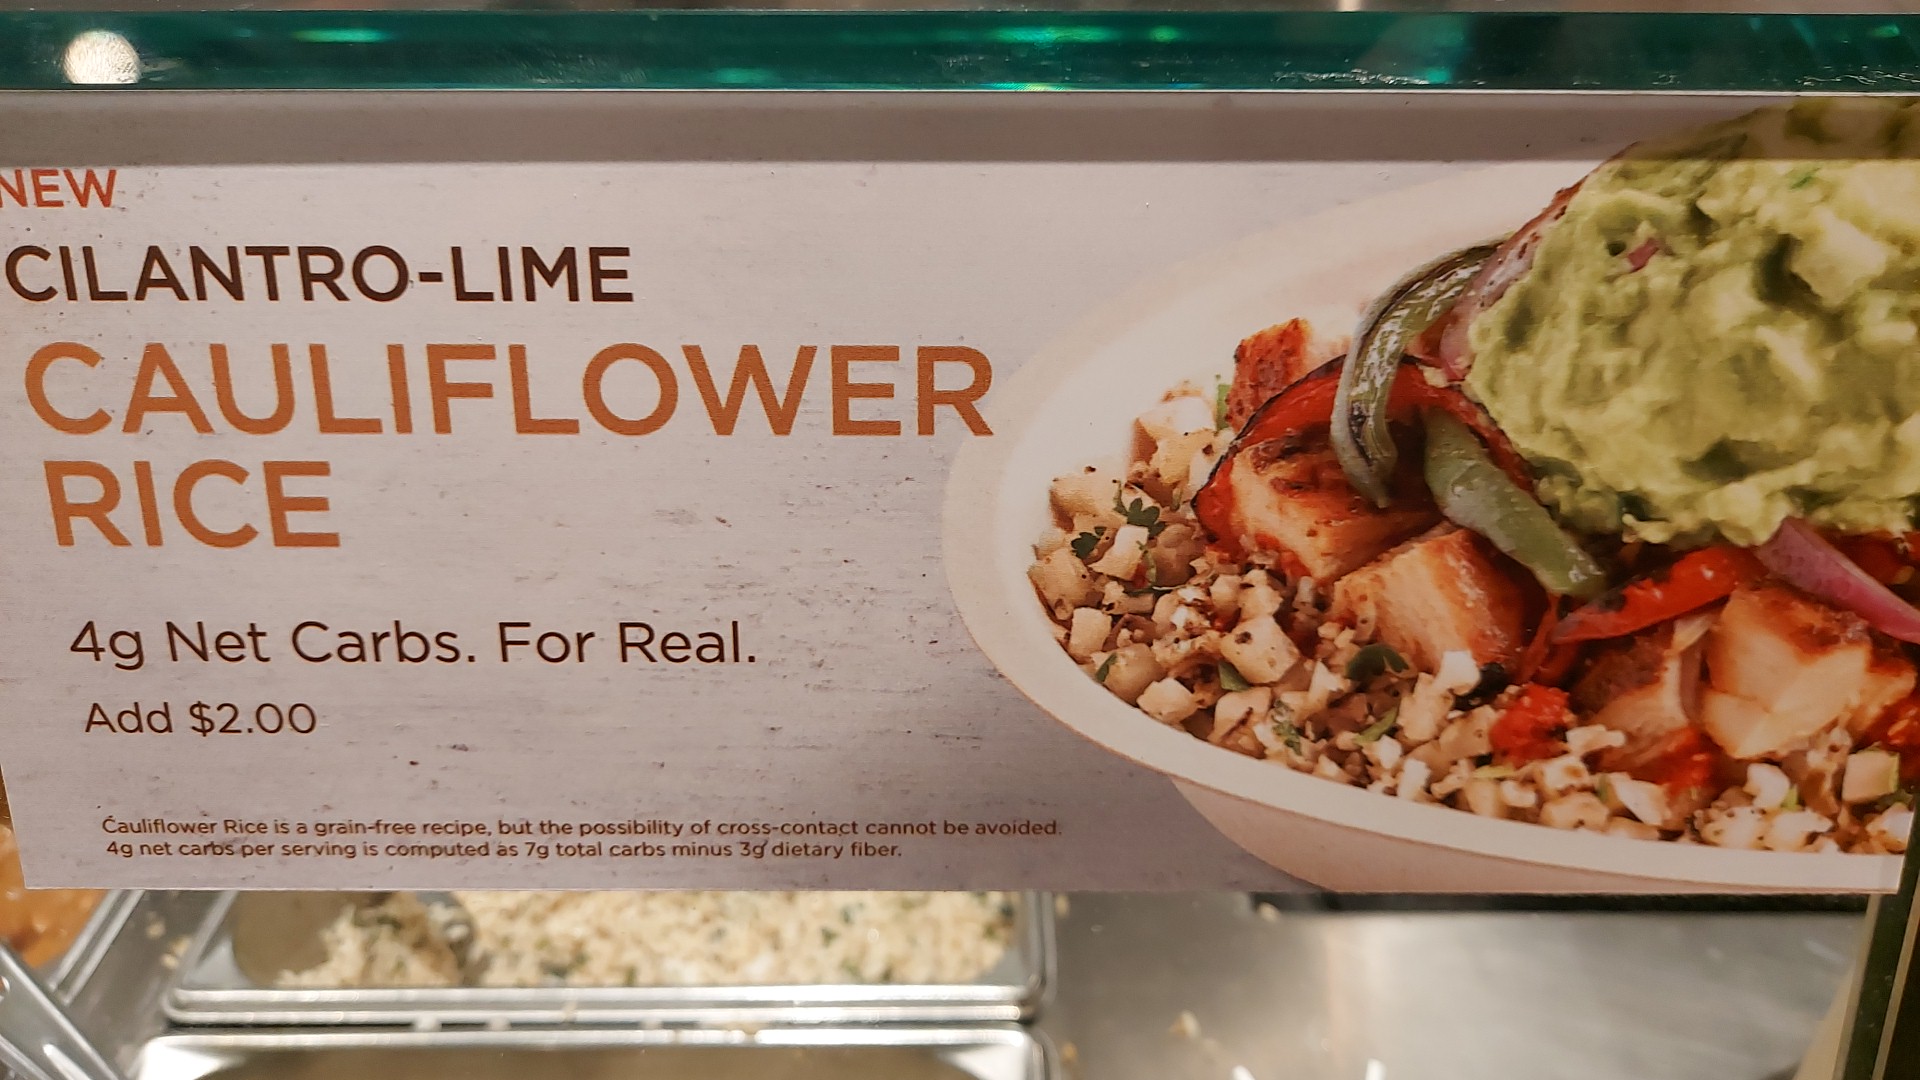 NEW
CILANTRO-LIME
CAULIFLOWER
RICE
4g Net Carbs. For Real.
Add $2.00
Cauliflower Rice is a grain-free recipe, but the possibility of cross-contact cannot be avoided.
4g net carbs per serving is computed as 7g total carbs minus 3g dietary fiber.